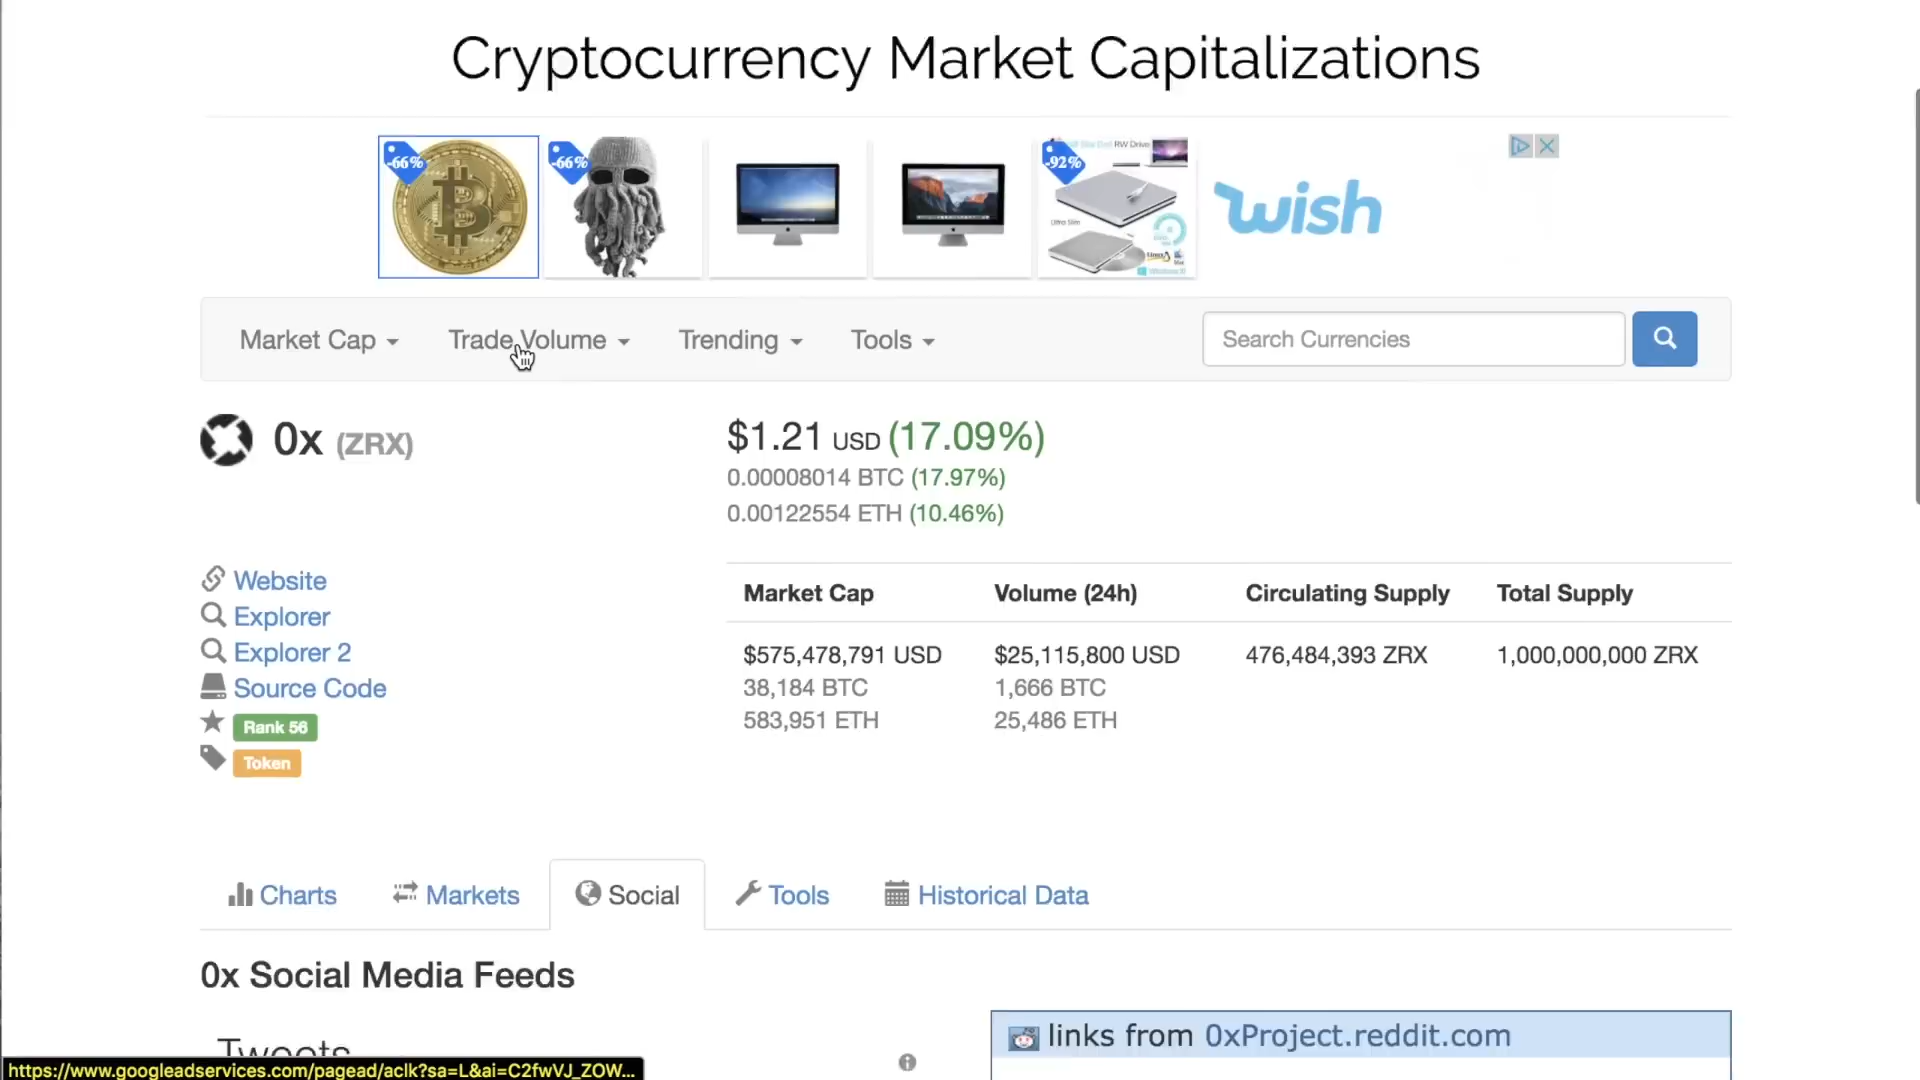 Cryptocurrency Market Capitalizations
-66%
-66%
-92%
RW Drive
Ultra Slim
wish
Market Cap
Trade Volume
Trending
Tools
Search Currencies
0x (ZRX)
$1.21 USD (17.09%)
0.00008014 BTC (17.97%)
0.00122554 ETH (10.46%)
Website
Explorer
Explorer 2
Source Code
Rank 56
Token
Market Cap Volume (24h) Circulating Supply Total Supply
$575,478,791 USD $25,115,800 USD 476,484,393 ZRX 1,000,000,000 ZRX
38,184 BTC 1,666 BTC
583,951 ETH 25,486 ETH
Charts
Markets
Social
Tools
Historical Data
0x Social Media Feeds
Tweets
links from 0xProject.reddit.com
https://www.googleadservices.com/pagead/aclk?sa=L&ai=C2fwVJ_ZOW...